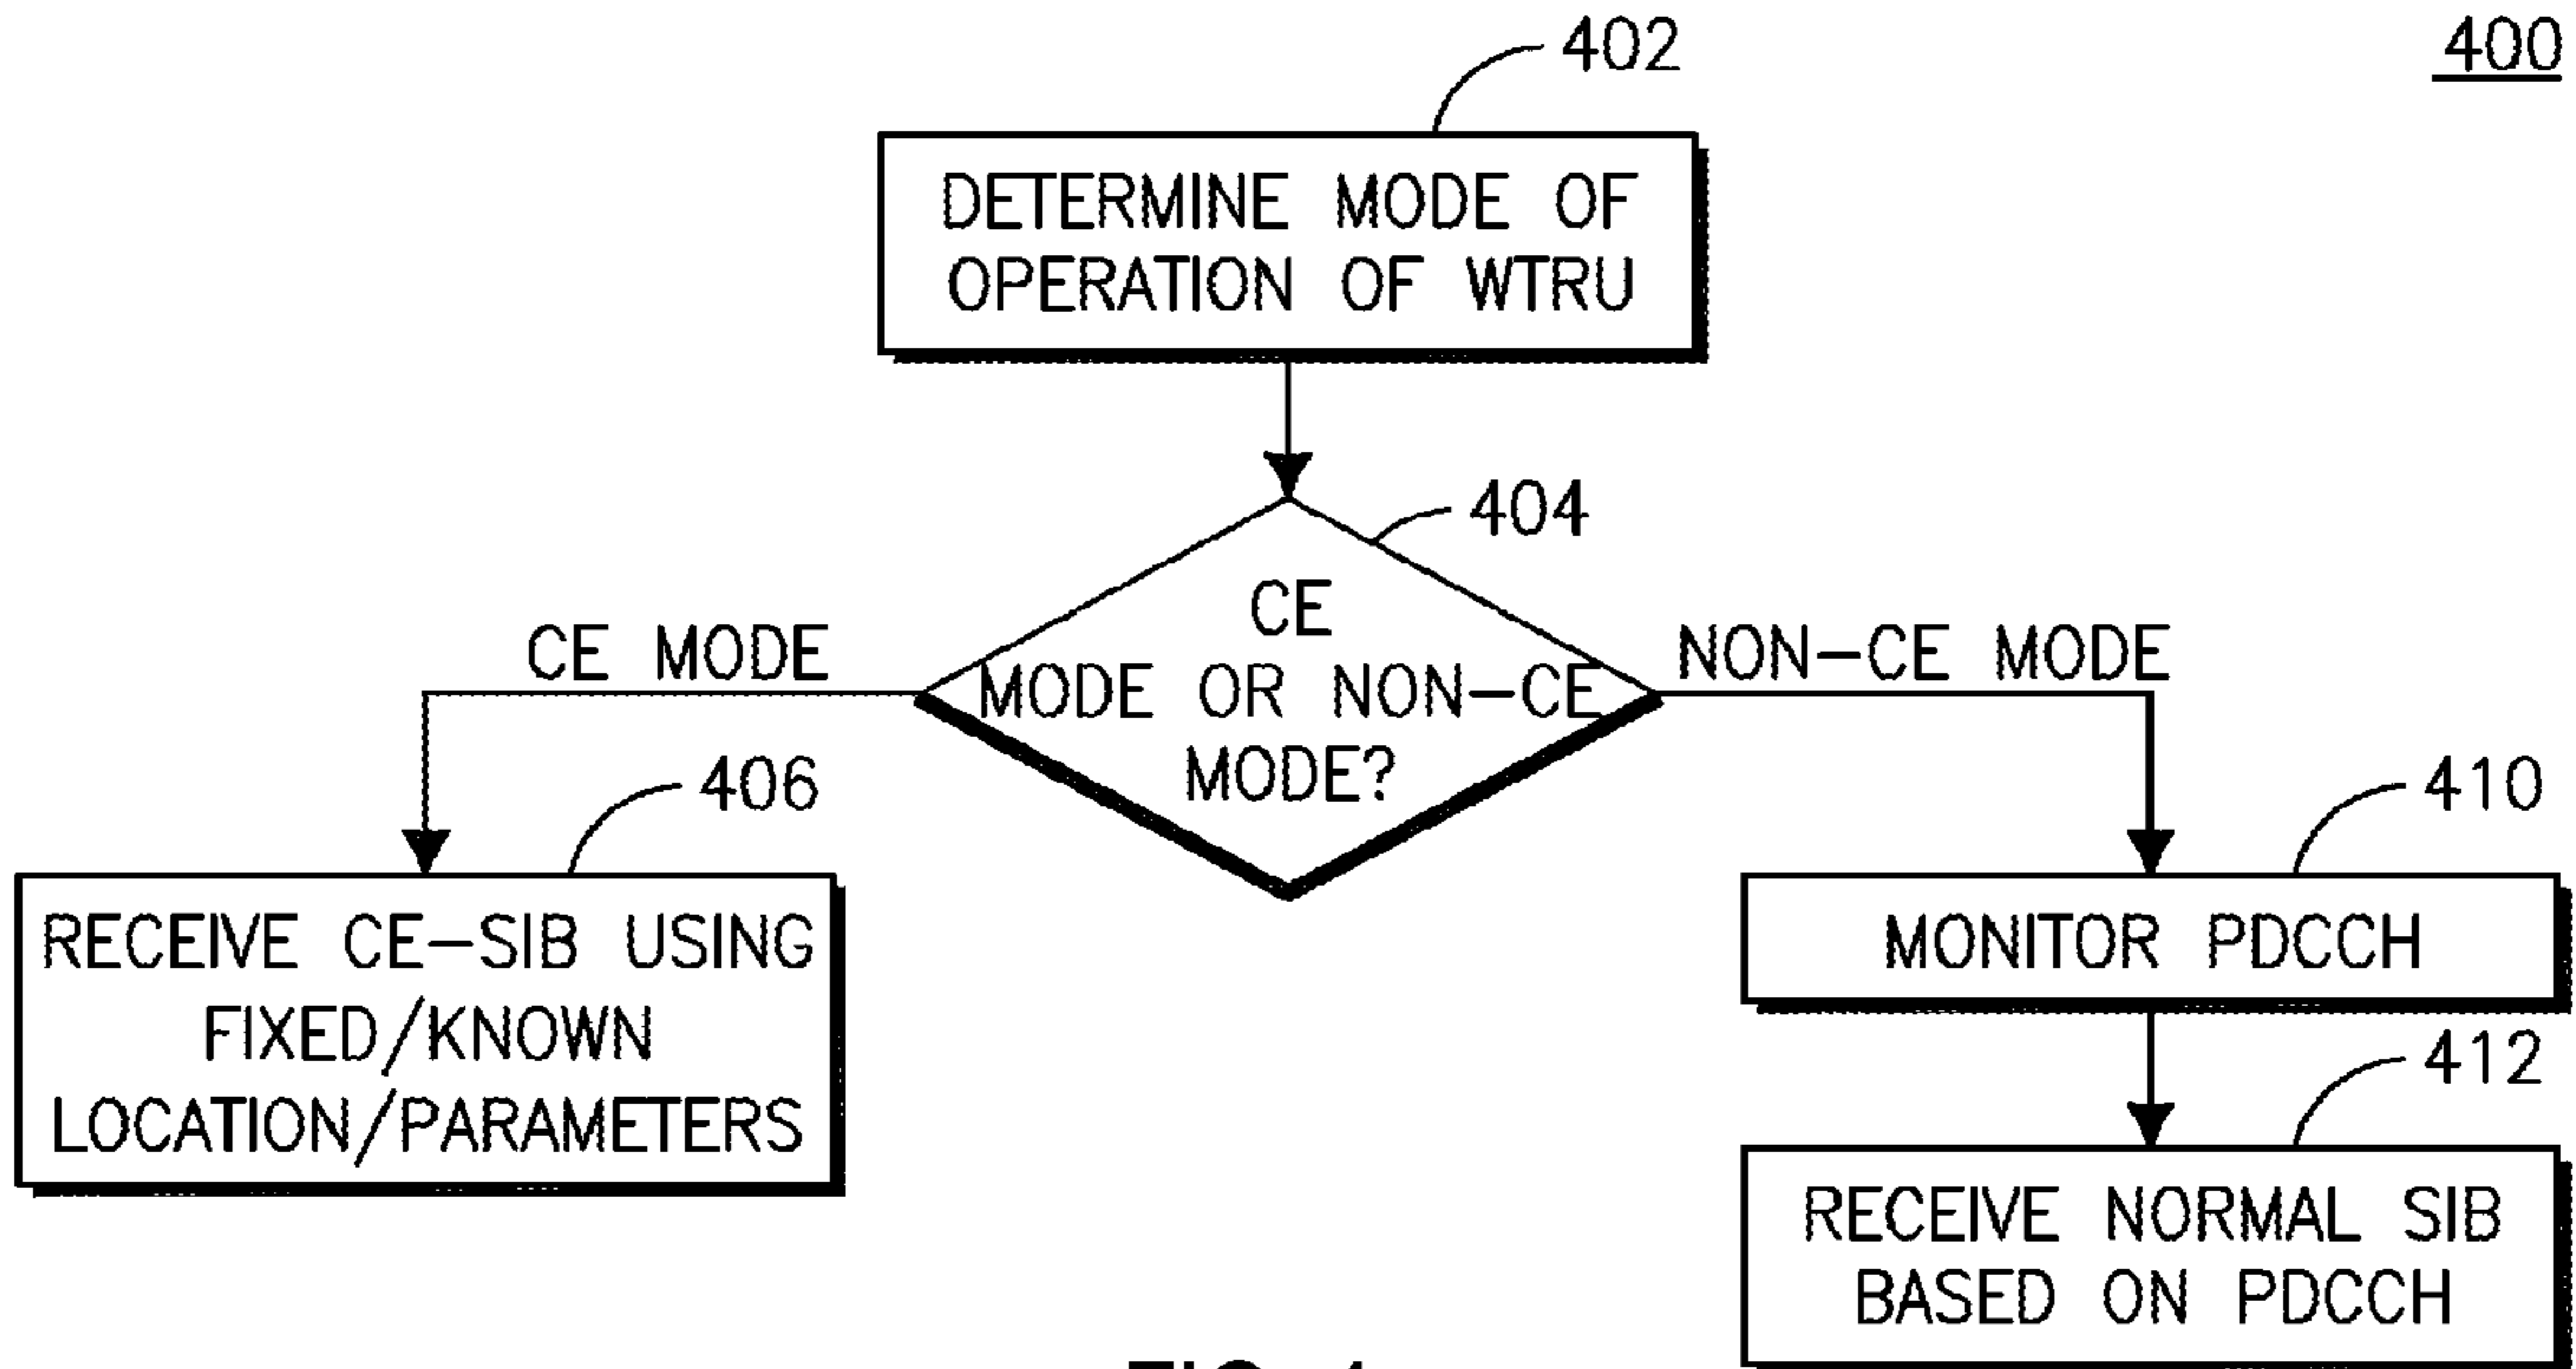 402
400
DETERMINE MODE OF
OPERATION OF WTRU
404
CE
MODE OR NON-CE
MODE?
CE MODE
NON-CE MODE
406
410
RECEIVE CE-SIB USING
FIXED/KNOWN
LOCATION/PARAMETERS
MONITOR PDCCH
412
RECEIVE NORMAL SIB
BASED ON PDCCH